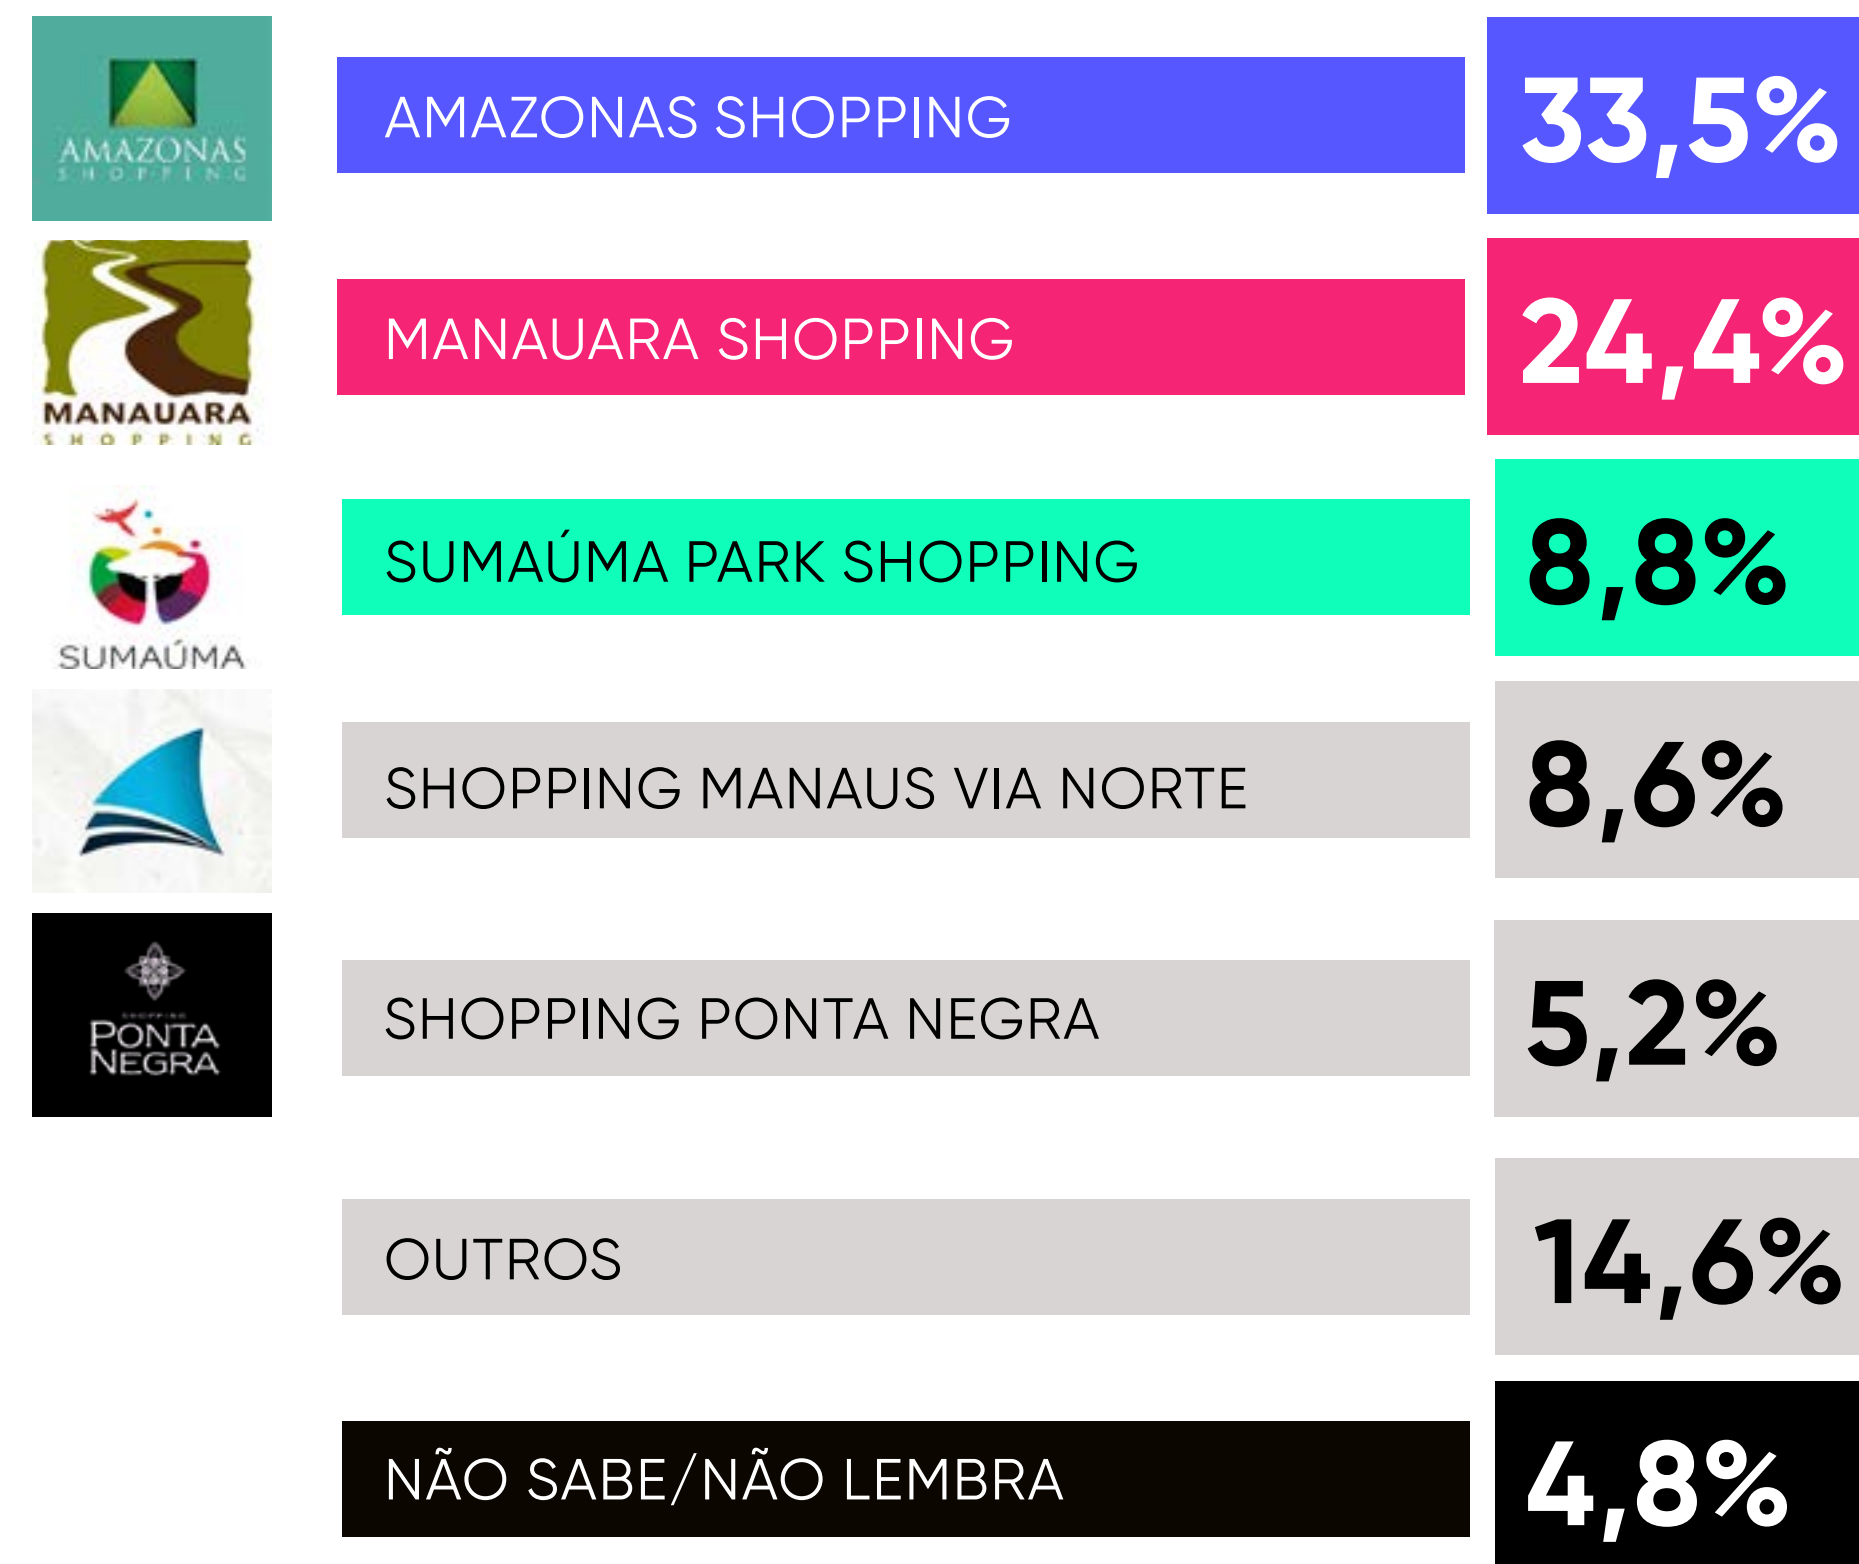 AMAZONAS
SHOPPING
AMAZONAS SHOPPING
33,5%
MANAUARA
SHOPPING
MANAUARA SHOPPING
24,4%
SUMAÚMA
SUMAÚMA PARK SHOPPING
8,8%
SHOPPING MANAUS VIA NORTE
8,6%
SHOPPING
PONTA
NEGRA
SHOPPING PONTA NEGRA
5,2%
OUTROS
14,6%
NÃO SABE/NÃO LEMBRA
4,8%